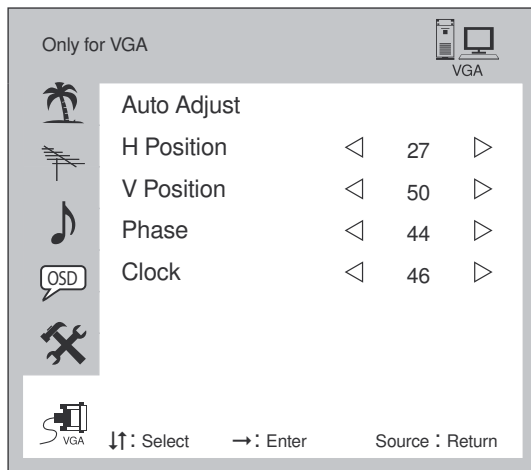 Only for VGA
VGA
Auto Adjust
H Position ◁ 27 ▷
V Position ◁ 50 ▷
Phase ◁ 44 ▷
Clock ◁ 46 ▷
OSD
VGA
↓↑: Select →: Enter Source : Return